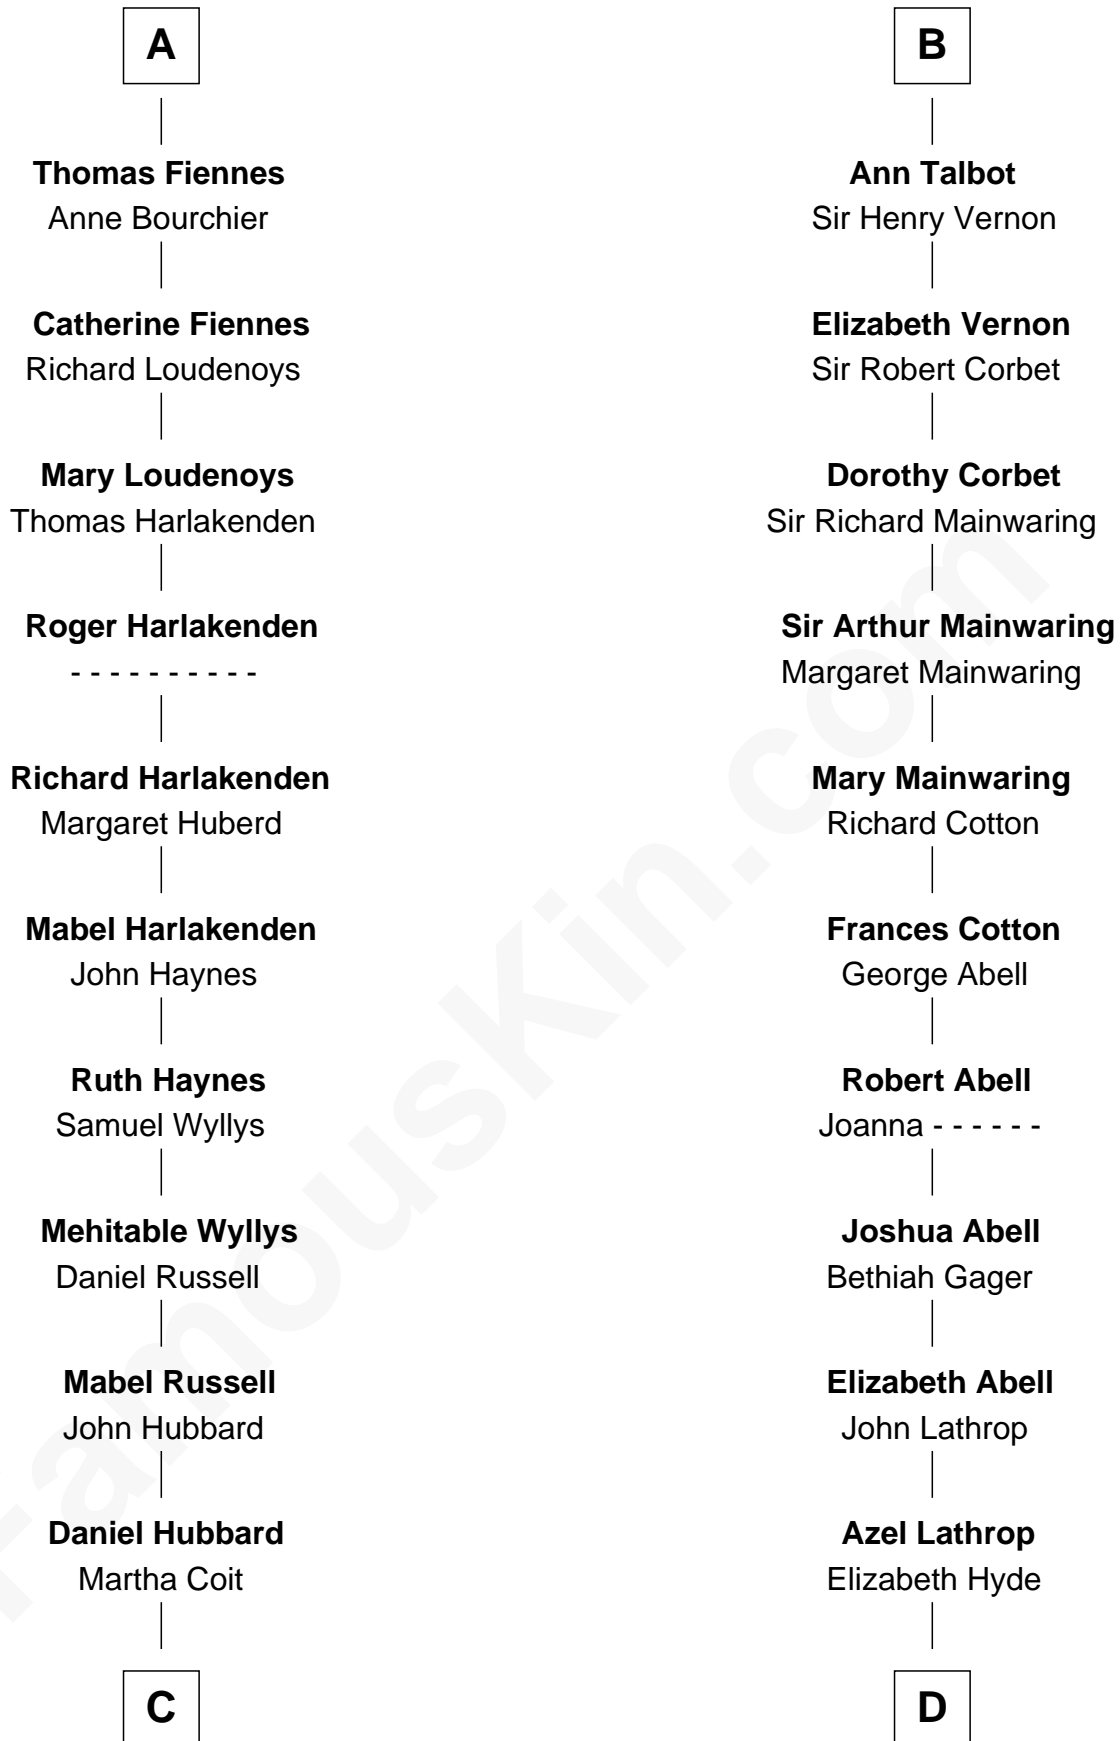 A
Thomas Fiennes
Anne Bourchier
Catherine Fiennes
Richard Loudenoys
Mary Loudenoys
Thomas Harlakenden
Roger Harlakenden
- - - - - - - - - -
Richard Harlakenden
Margaret Huberd
Mabel Harlakenden
John Haynes
Ruth Haynes
Samuel Wyllys
Mehitable Wyllys
Daniel Russell
Mabel Russell
John Hubbard
Daniel Hubbard
Martha Coit
C
B
Ann Talbot
Sir Henry Vernon
Elizabeth Vernon
Sir Robert Corbet
Dorothy Corbet
Sir Richard Mainwaring
Sir Arthur Mainwaring
Margaret Mainwaring
Mary Mainwaring
Richard Cotton
Frances Cotton
George Abell
Robert Abell
Joanna - - - - - -
Joshua Abell
Bethiah Gager
Elizabeth Abell
John Lathrop
Azel Lathrop
Elizabeth Hyde
D
FamousKin.com